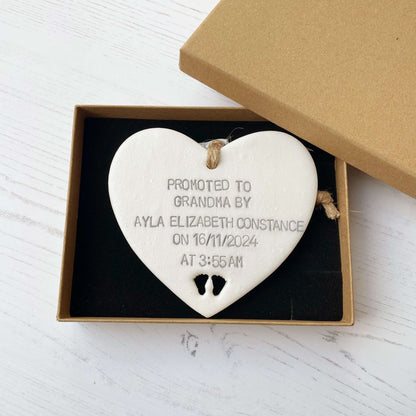 PROMOTED TO
GRANDMA BY
AYLA ELIZABETH CONSTANCE
ON 16/11/2024
AT 3:55AM